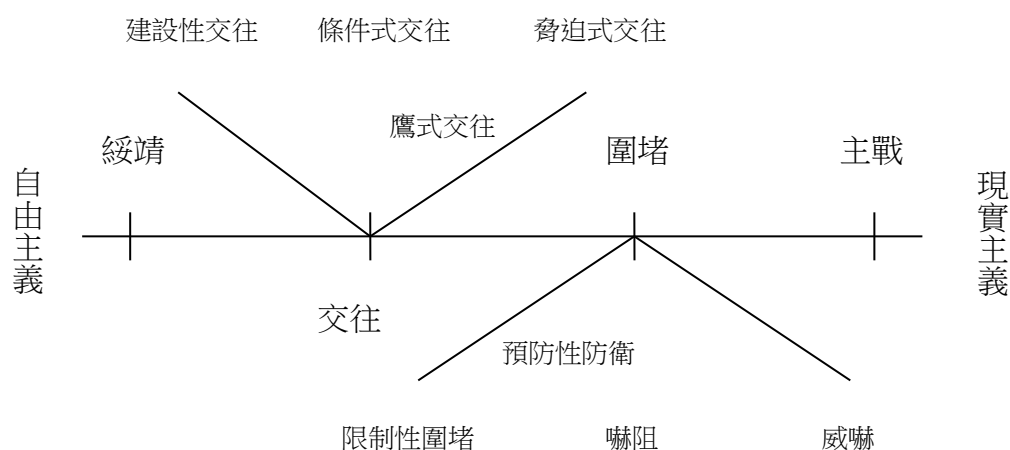 建設性交往
條件式交往
脅迫式交往
鷹式交往
綏靖
圍堵
主戰
自由主義
現實主義
交往
預防性防衛
限制性圍堵
嚇阻
威嚇